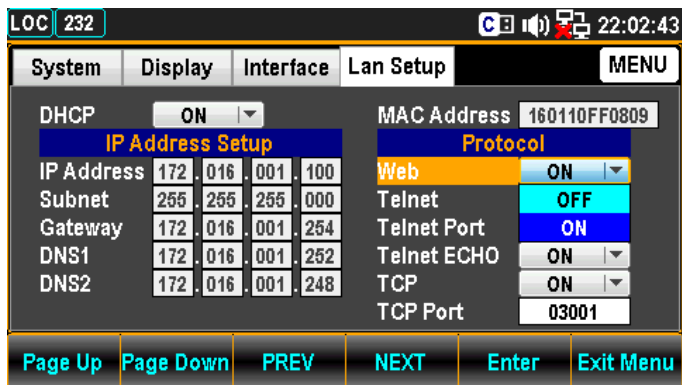 LOC 232 C 22:02:43
System Display Interface Lan Setup MENU
DHCP ON
IP Address Setup
IP Address 172 . 016 . 001 . 100
Subnet 255 . 255 . 255 . 000
Gateway 172 . 016 . 001 . 254
DNS1 172 . 016 . 001 . 252
DNS2 172 . 016 . 001 . 248
MAC Address 160110FF0809
Protocol
Web ON
Telnet OFF
Telnet Port ON
Telnet ECHO ON
TCP ON
TCP Port 03001
Page Up Page Down PREV NEXT Enter Exit Menu